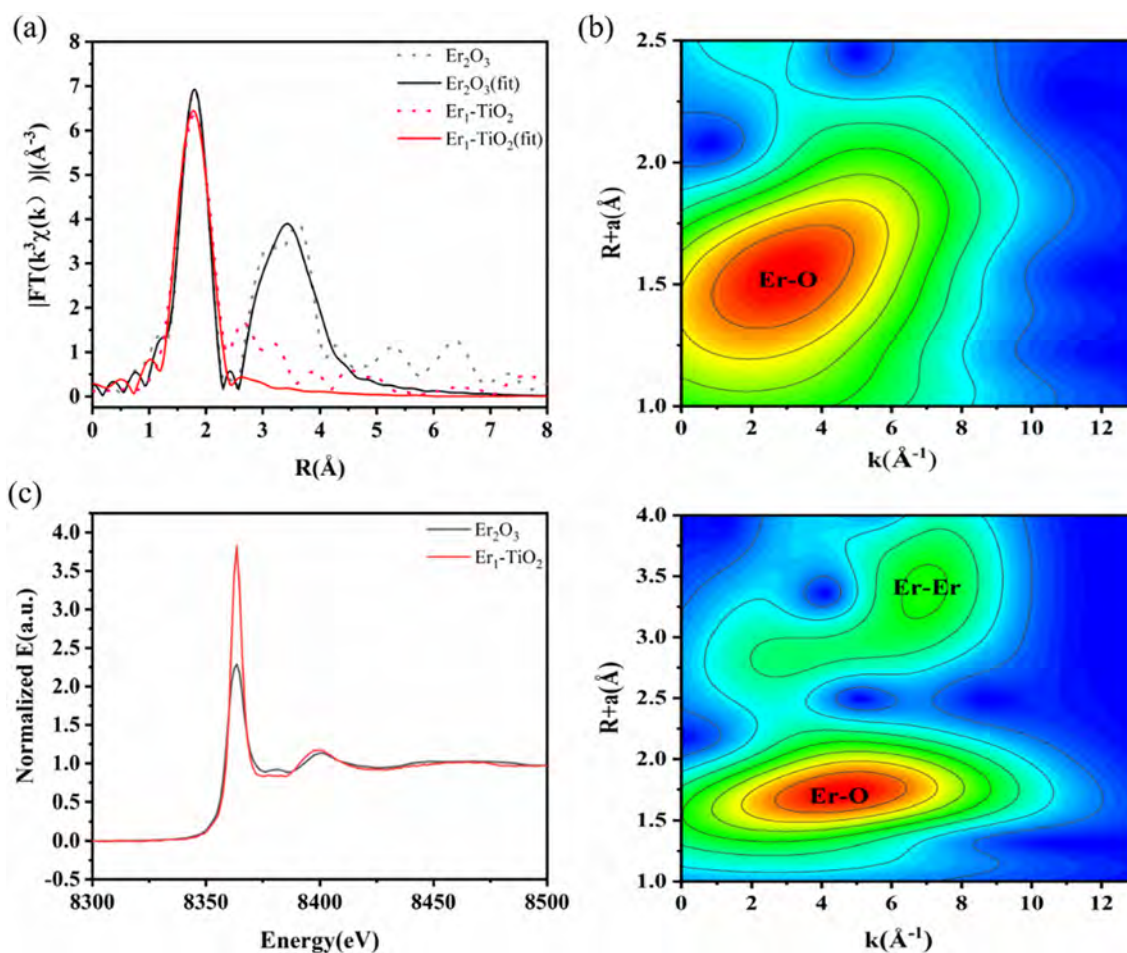 (a)
8
7
6
5
4
3
2
1
0
|FT(k³χ(k))|(Å⁻³)
Er₂O₃
Er₂O₃(fit)
Er₁-TiO₂
Er₁-TiO₂(fit)
0 1 2 3 4 5 6 7 8
R(Å)
(b)
2.5
2.0
1.5
1.0
R+a(Å)
Er-O
0 2 4 6 8 10 12
k(Å⁻¹)
(c)
4.0
3.5
3.0
2.5
2.0
1.5
1.0
0.5
0.0
-0.5
Normalized E(a.u.)
Er₂O₃
Er₁-TiO₂
8300 8350 8400 8450 8500
Energy(eV)
4.0
3.5
3.0
2.5
2.0
1.5
1.0
R+a(Å)
Er-Er
Er-O
0 2 4 6 8 10 12
k(Å⁻¹)